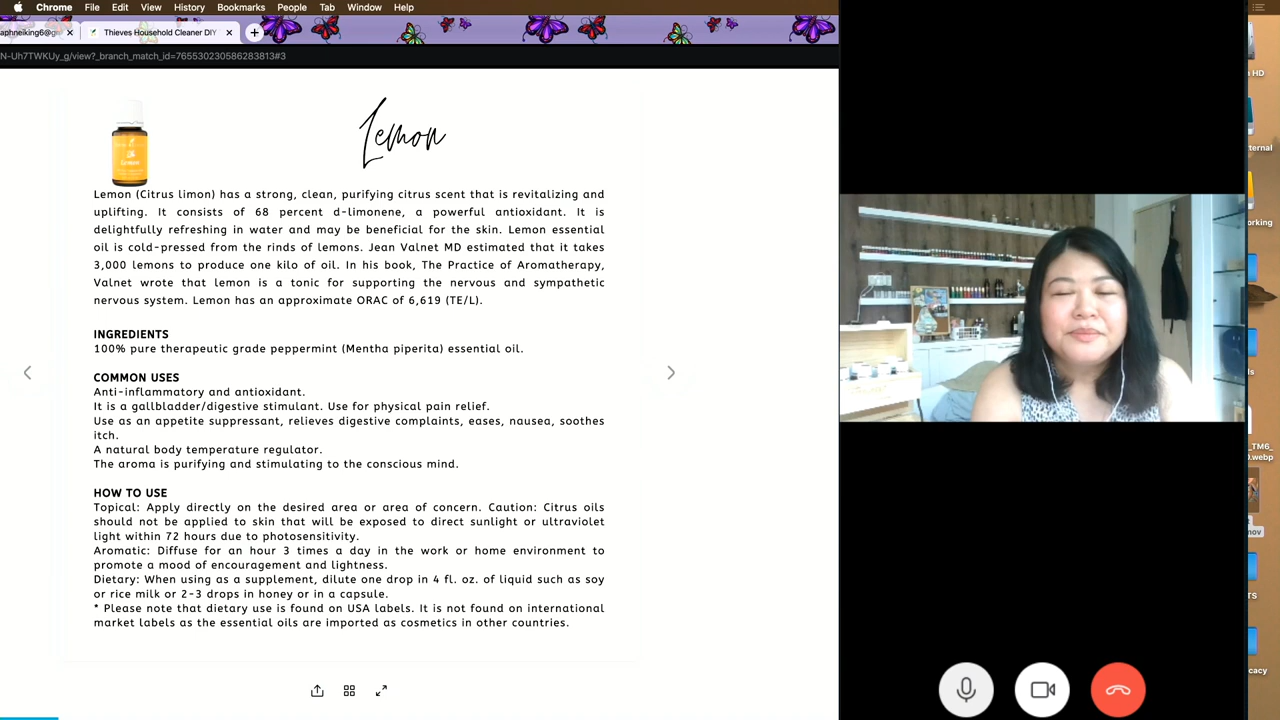 Chrome File Edit View History Bookmarks People Tab Window Help
Thieves Household Cleaner DIY
N-Uh7TWKUy_g/view?_branch_match_id=765530230586283813#3
Lemon
Lemon (Citrus limon) has a strong, clean, purifying citrus scent that is revitalizing and
uplifting. It consists of 68 percent d-limonene, a powerful antioxidant. It is
delightfully refreshing in water and may be beneficial for the skin. Lemon essential
oil is cold-pressed from the rinds of lemons. Jean Valnet MD estimated that it takes
3,000 lemons to produce one kilo of oil. In his book, The Practice of Aromatherapy,
Valnet wrote that lemon is a tonic for supporting the nervous and sympathetic
nervous system. Lemon has an approximate ORAC of 6,619 (TE/L).
INGREDIENTS
100% pure therapeutic grade peppermint (Mentha piperita) essential oil.
COMMON USES
Anti-inflammatory and antioxidant.
It is a gallbladder/digestive stimulant. Use for physical pain relief.
Use as an appetite suppressant, relieves digestive complaints, eases, nausea, soothes
itch.
A natural body temperature regulator.
The aroma is purifying and stimulating to the conscious mind.
HOW TO USE
Topical: Apply directly on the desired area or area of concern. Caution: Citrus oils
should not be applied to skin that will be exposed to direct sunlight or ultraviolet
light within 72 hours due to photosensitivity.
Aromatic: Diffuse for an hour 3 times a day in the work or home environment to
promote a mood of encouragement and lightness.
Dietary: When using as a supplement, dilute one drop in 4 fl. oz. of liquid such as soy
or rice milk or 2-3 drops in honey or in a capsule.
* Please note that dietary use is found on USA labels. It is not found on international
market labels as the essential oils are imported as cosmetics in other countries.
HD
ternal
orking
_TM6_
0.webp
mov
TS
cacy